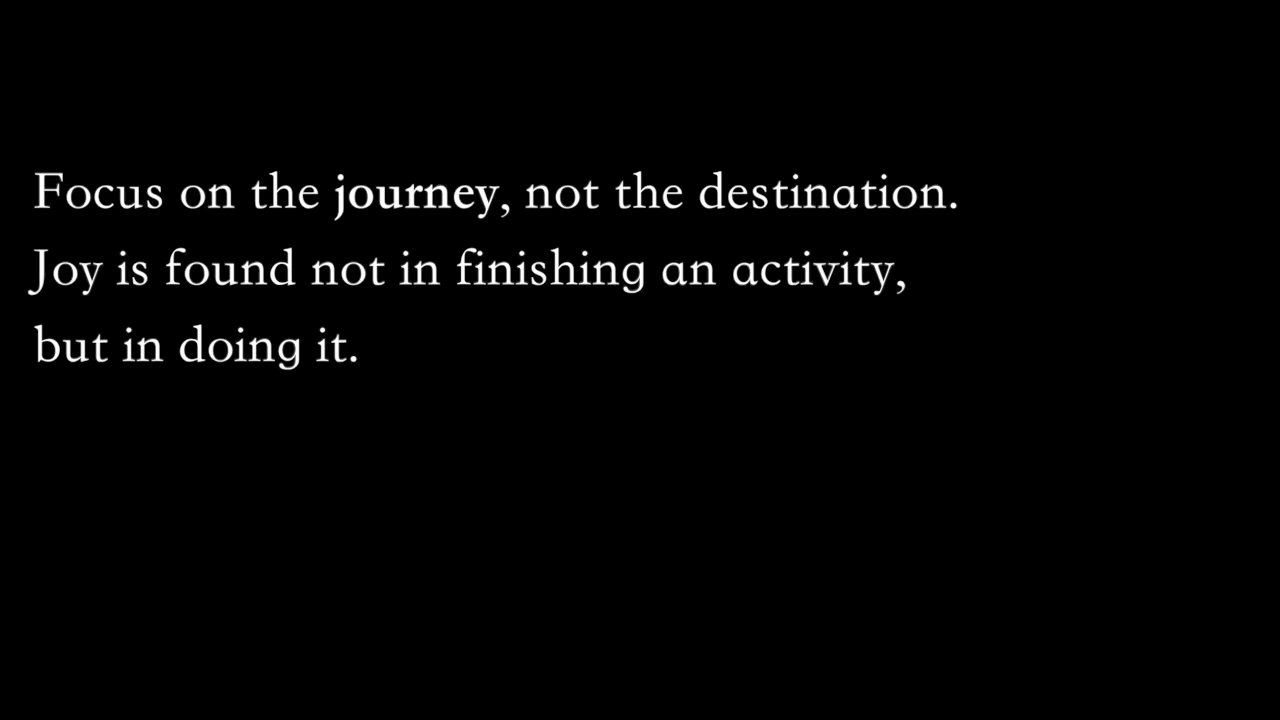 Focus on the journey, not the destination.
Joy is found not in finishing an activity,
but in doing it.